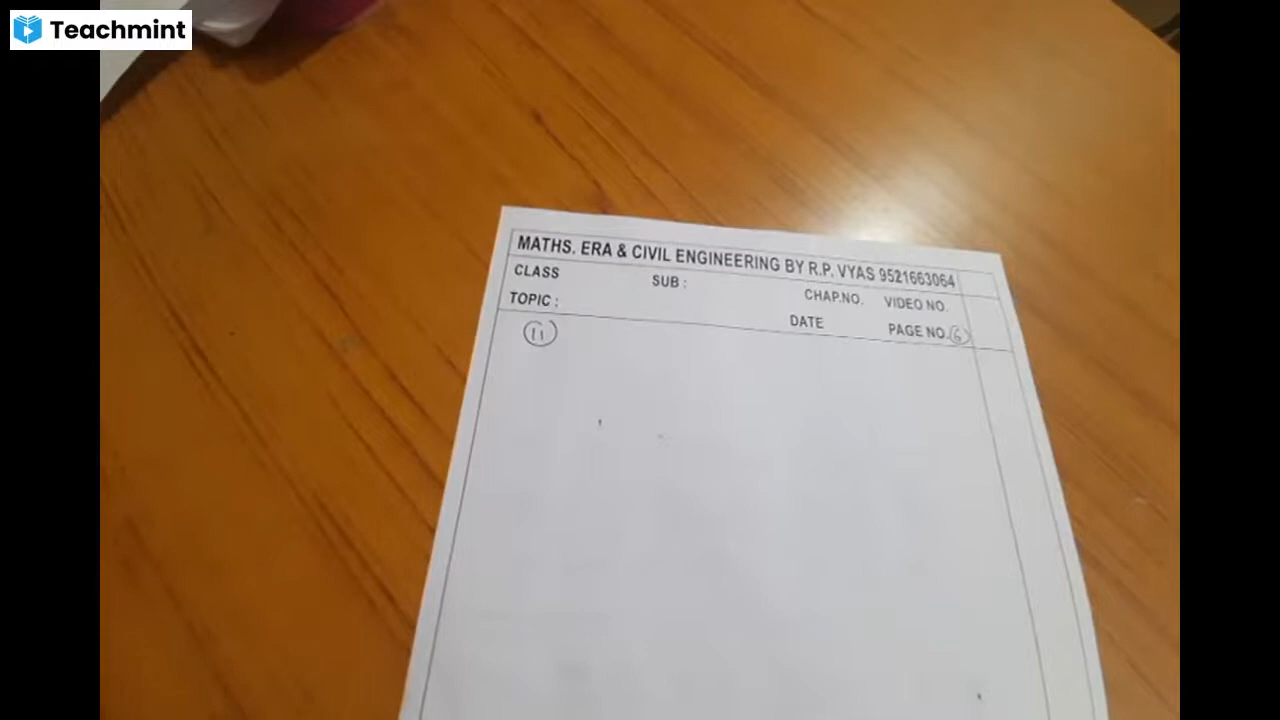 Teachmint
MATHS. ERA & CIVIL ENGINEERING BY R.P. VYAS 9521663064
CLASS SUB : CHAP.NO. VIDEO NO.
TOPIC : DATE PAGE NO. 6
11